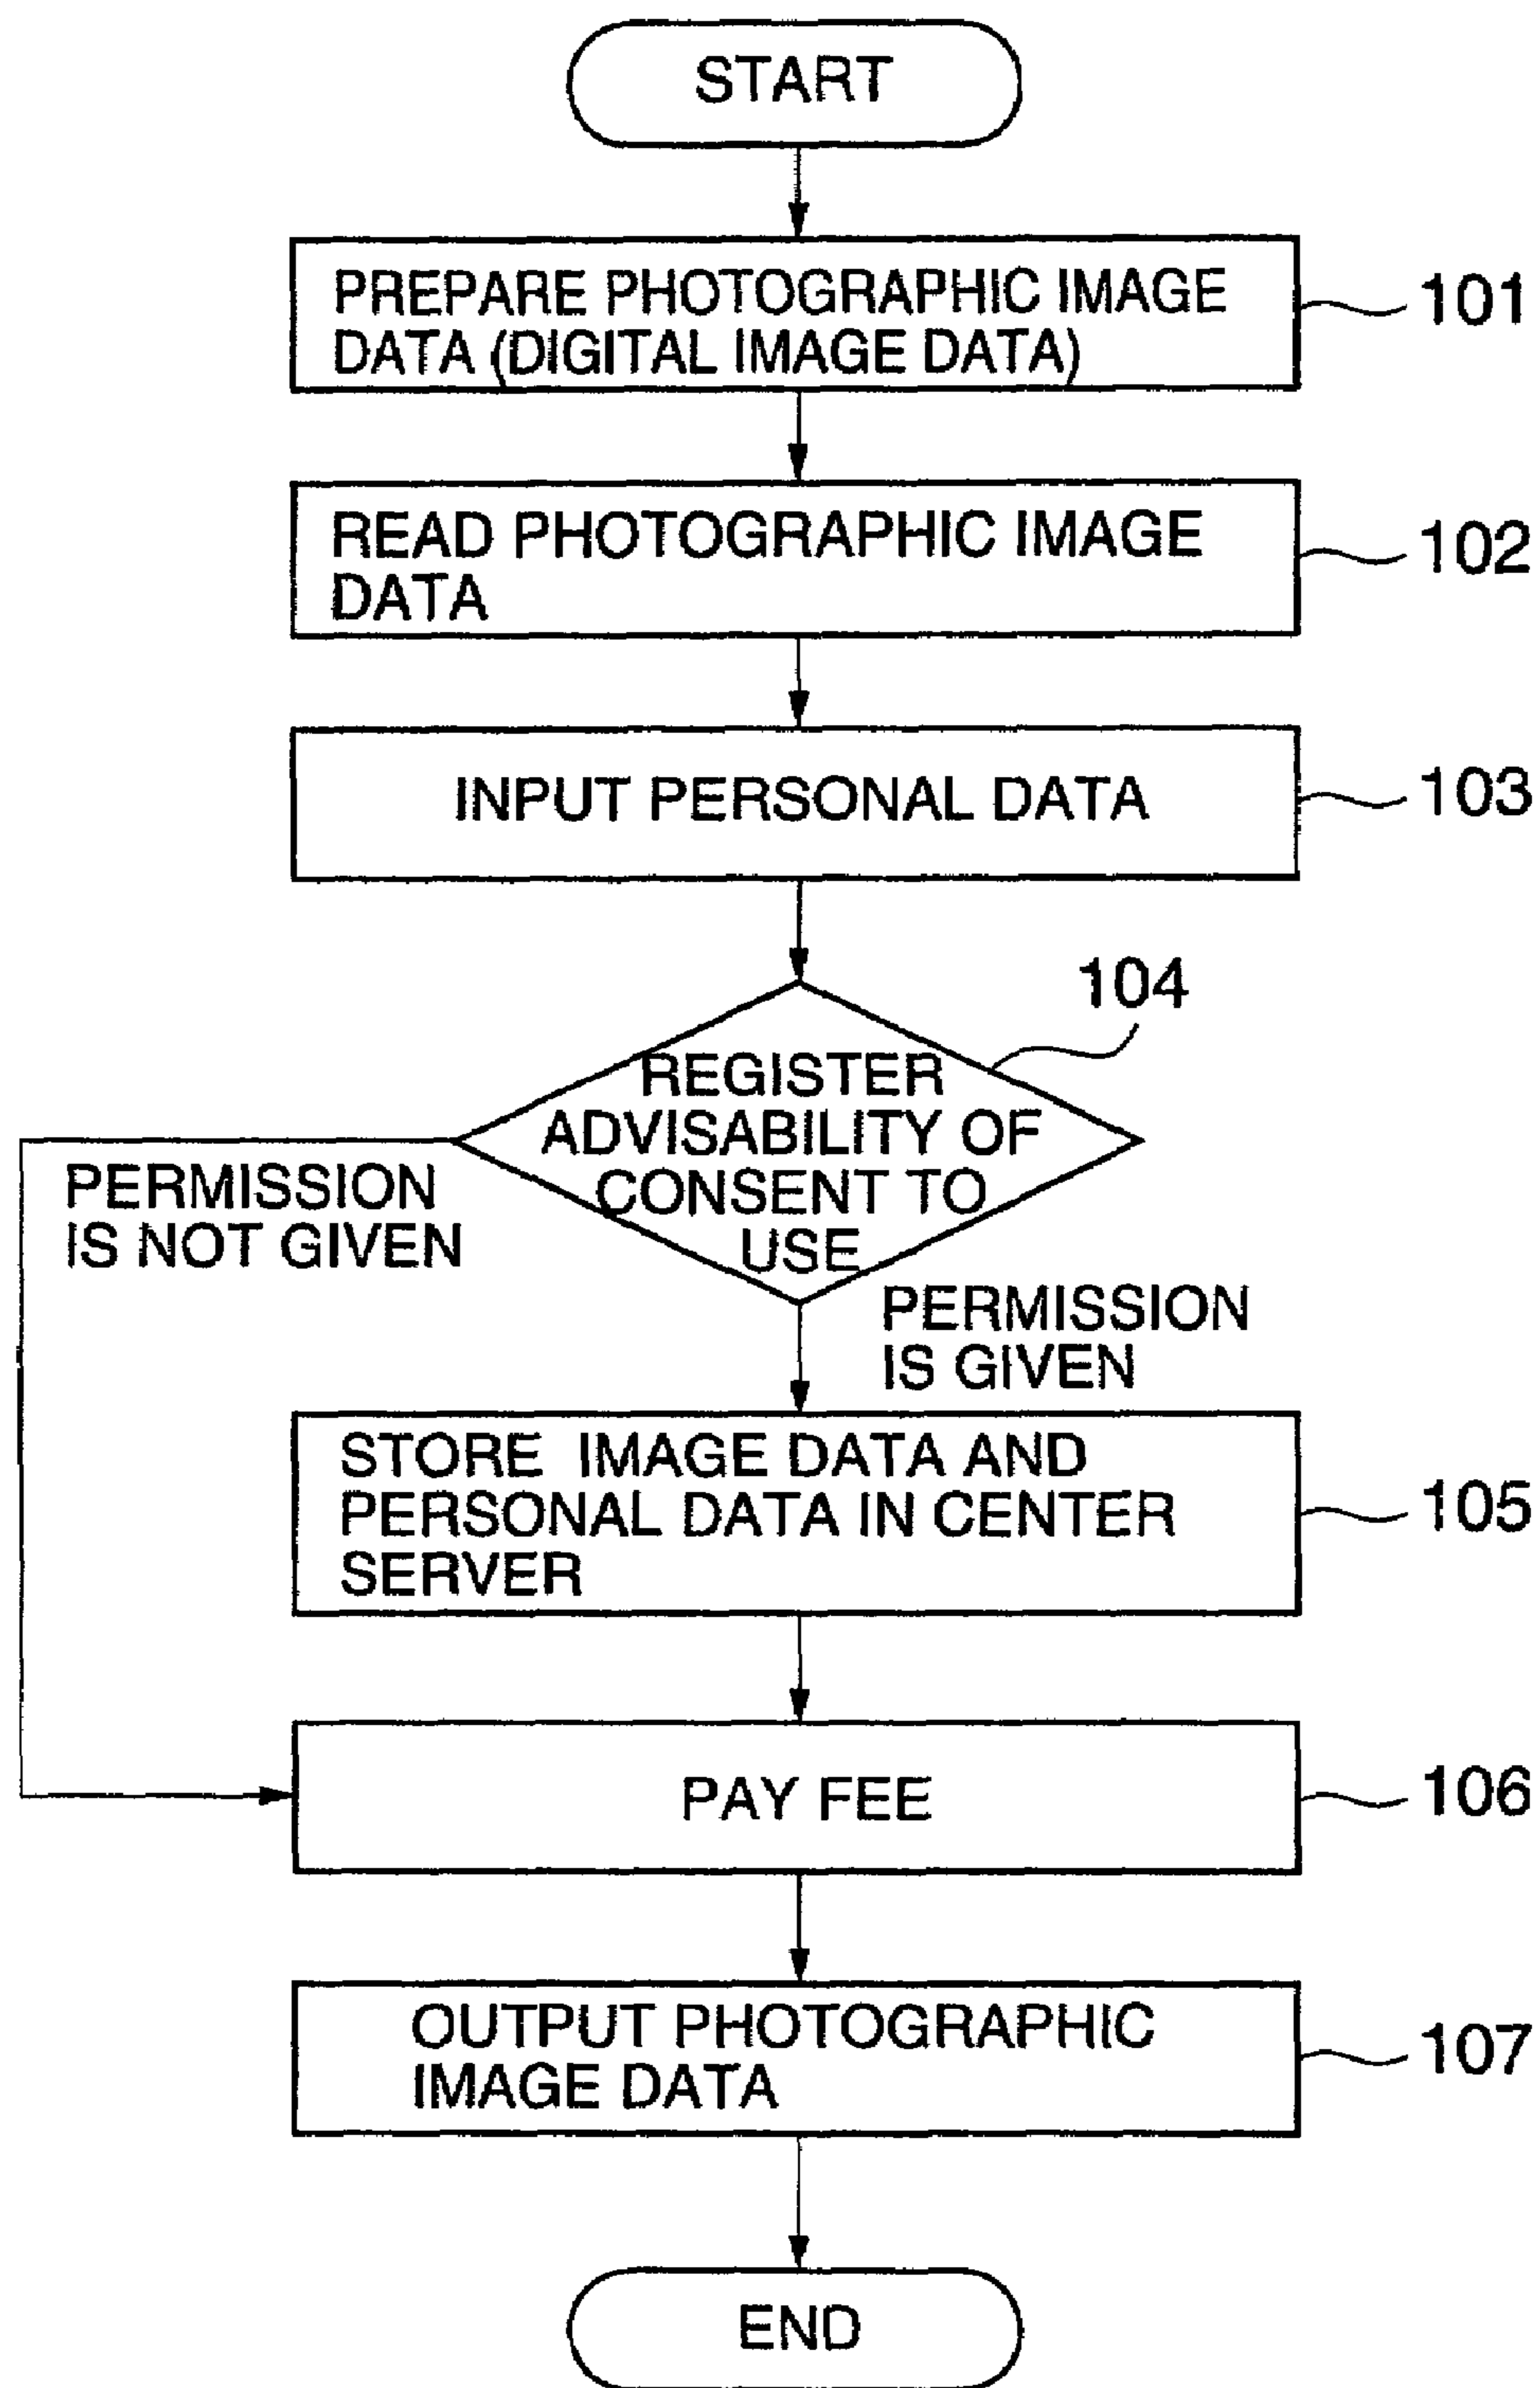 START
PREPARE PHOTOGRAPHIC IMAGE
DATA (DIGITAL IMAGE DATA)
101
READ PHOTOGRAPHIC IMAGE
DATA
102
INPUT PERSONAL DATA
103
104
REGISTER
ADVISABILITY OF
CONSENT TO
USE
PERMISSION
IS NOT GIVEN
PERMISSION
IS GIVEN
STORE IMAGE DATA AND
PERSONAL DATA IN CENTER
SERVER
105
PAY FEE
106
OUTPUT PHOTOGRAPHIC
IMAGE DATA
107
END